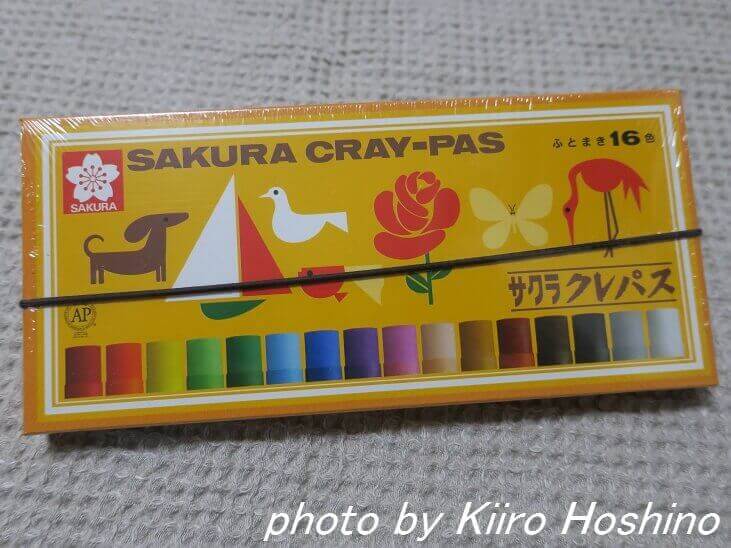 SAKURA CRAY-PAS
ふとまき16色
SAKURA
サクラクレパス
AP
photo by Kiiro Hoshino